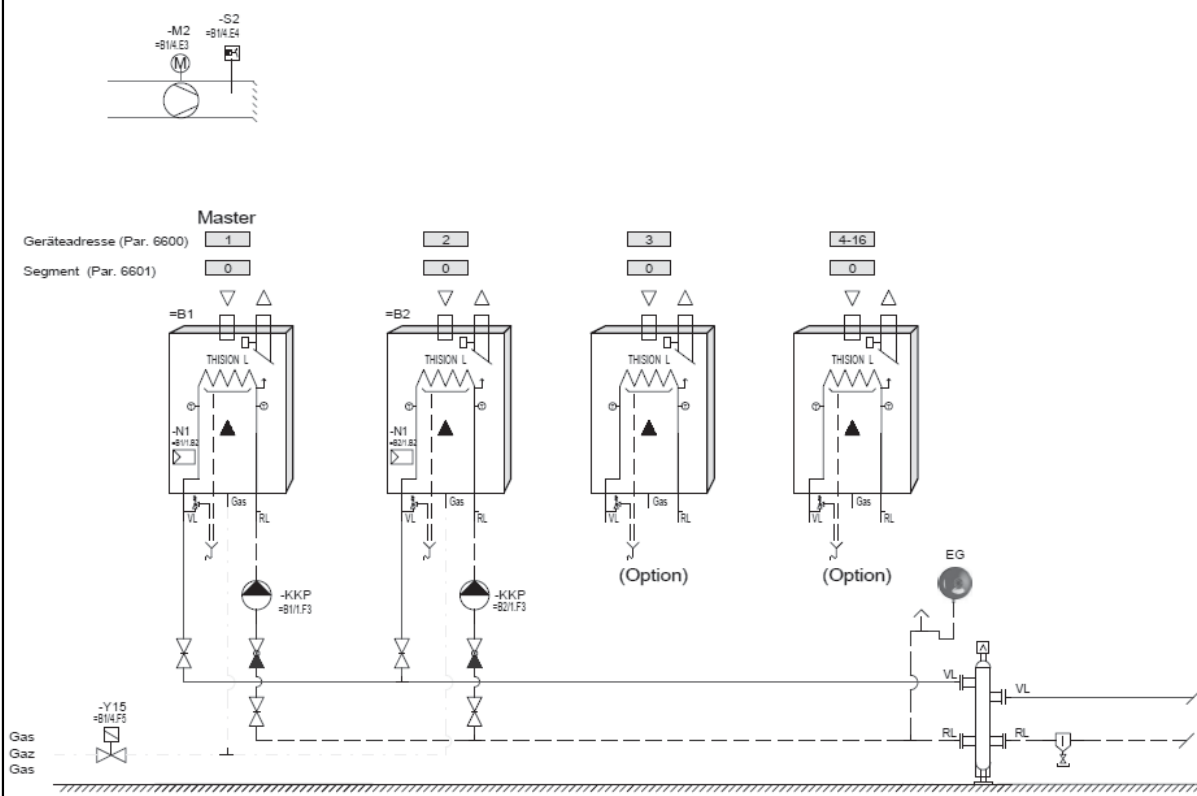 -S2
-M2
=B1/4.E4
=B1/4.E3
M
Master
Geräteadresse (Par. 6600) 1 2 3 4-16
Segment (Par. 6601) 0 0 0 0
=B1 =B2
THISION L THISION L THISION L THISION L
T T T T T T T T
-N1 -N1
=B1/1.B2 =B2/1.B2
Gas Gas Gas Gas
VL RL VL RL VL RL VL RL
EG
(Option) (Option)
-KKP -KKP
=B1/1.F3 =B2/1.F3
A
VL
VL
-Y15
=B1/4.F5
RL RL
Gas
Gaz
Gas